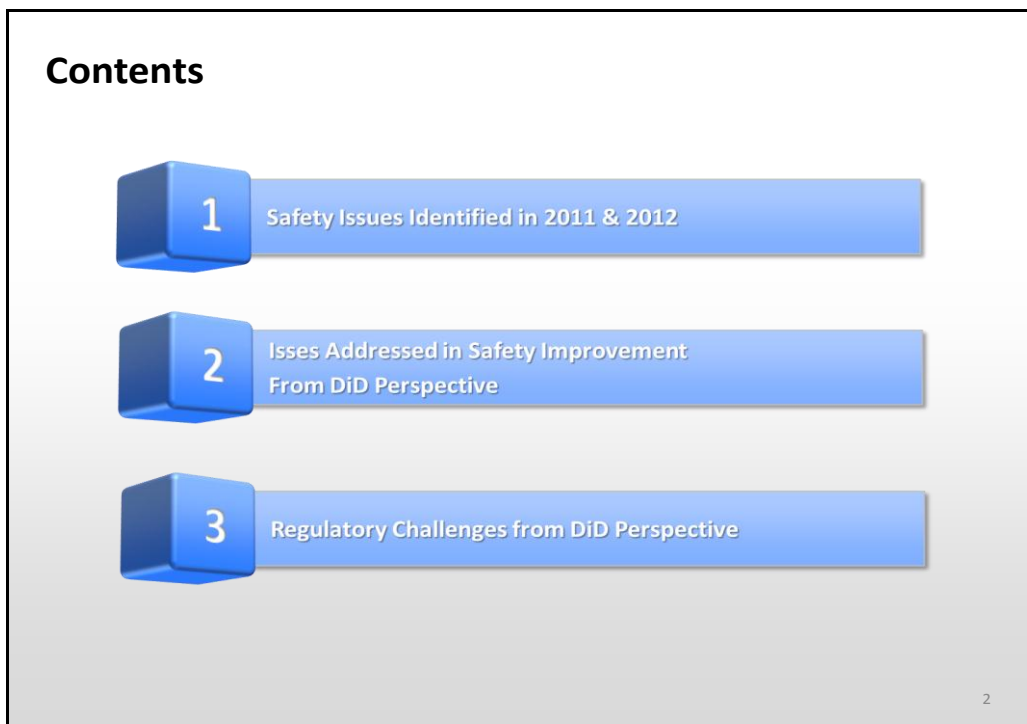 Contents
1
Safety Issues Identified in 2011 & 2012
2
Isses Addressed in Safety Improvement
From DiD Perspective
3
Regulatory Challenges from DiD Perspective
2